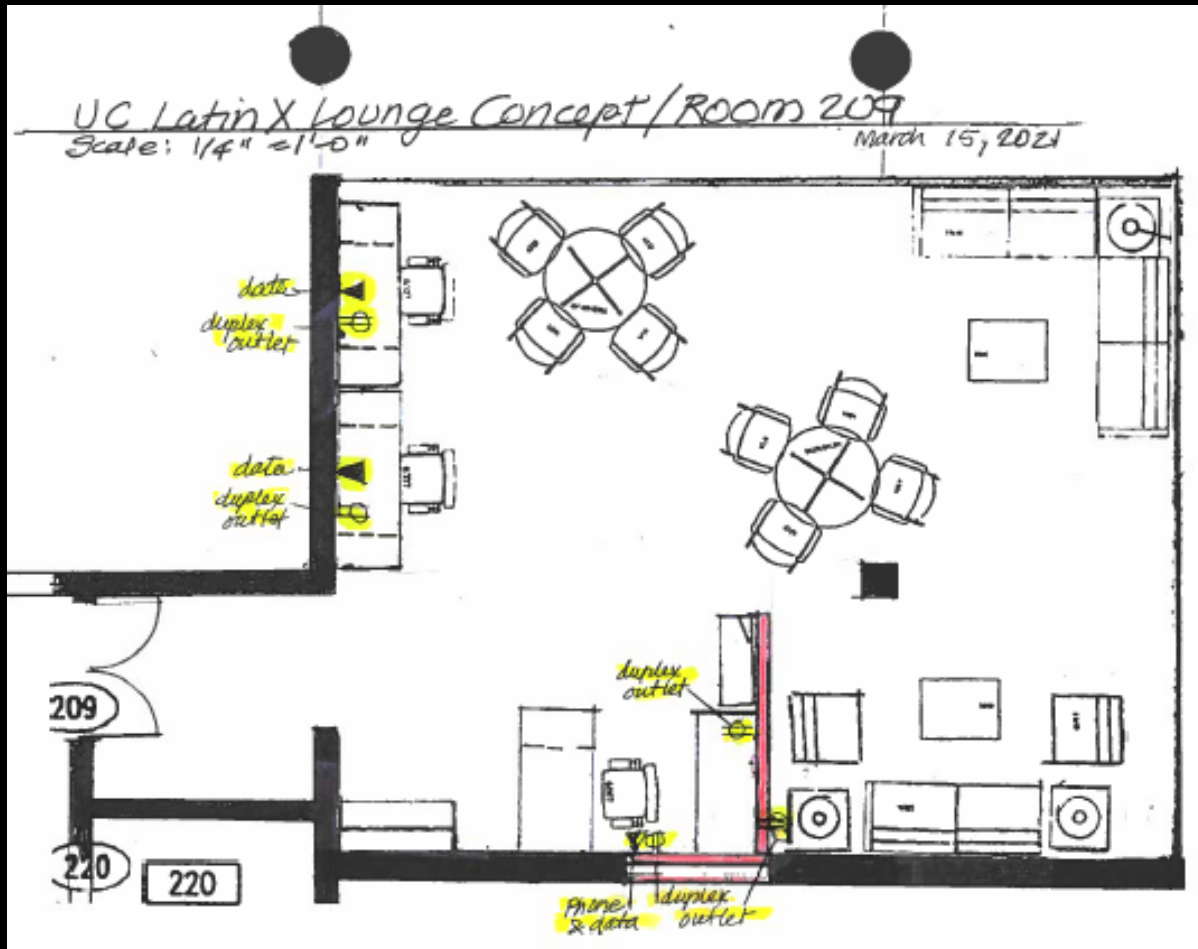 UC LatinX Lounge Concept/Room 209
Scale: 1/4" = 1'-0"
March 15, 2021
data
duplex
outlet
data
duplex
outlet
duplex
outlet
209
220
220
Phone
& data
duplex
outlet